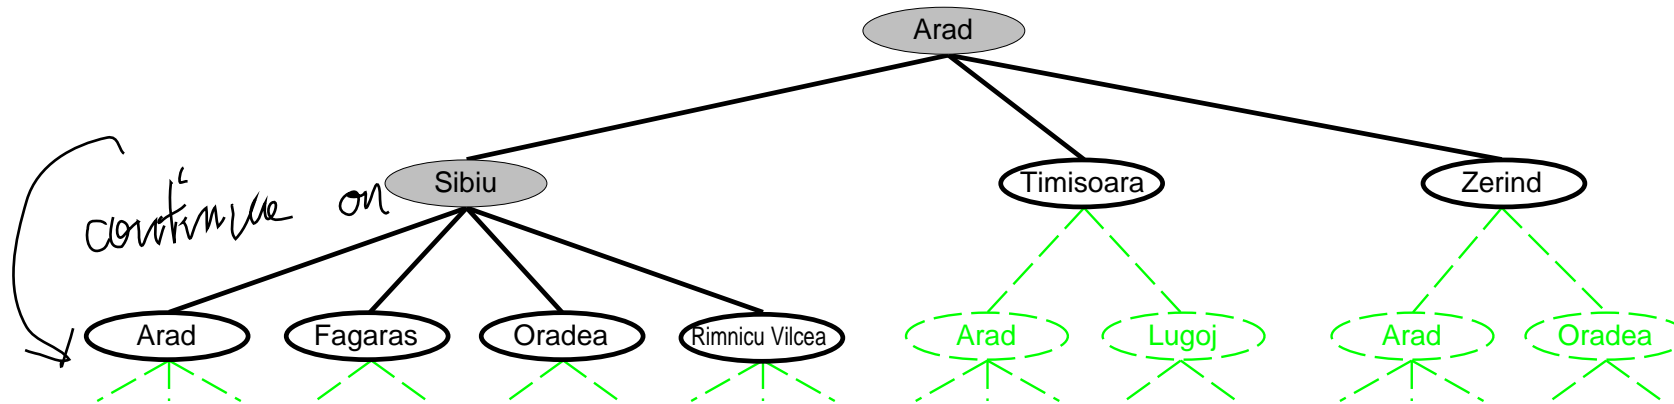 Arad
Sibiu Timisoara Zerind
continue on
Arad Fagaras Oradea Rimnicu Vilcea Arad Lugoj Arad Oradea